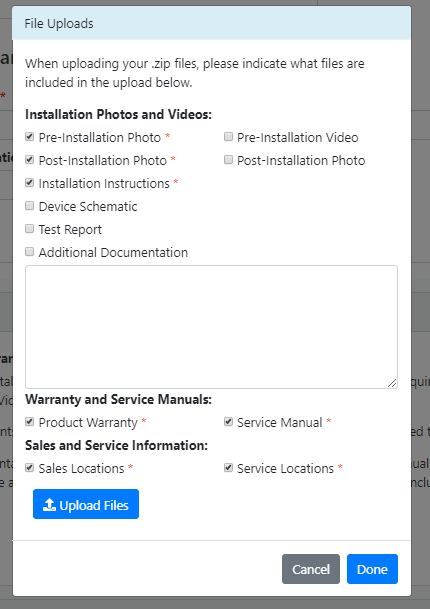 File Uploads
When uploading your .zip files, please indicate what files are
included in the upload below.
Installation Photos and Videos:
Pre-Installation Photo *
Pre-Installation Video
Post-Installation Photo *
Post-Installation Photo
Installation Instructions *
Device Schematic
Test Report
Additional Documentation
Warranty and Service Manuals:
Product Warranty *
Service Manual *
Sales and Service Information:
Sales Locations *
Service Locations *
Upload Files
Cancel
Done